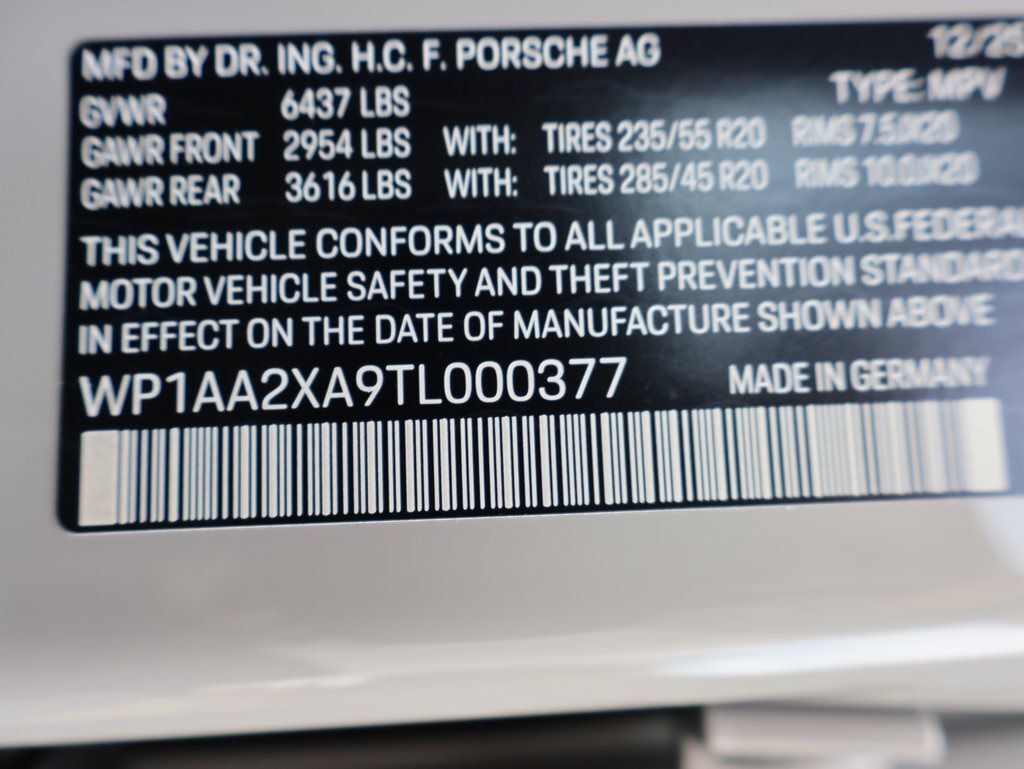 MFD BY DR. ING. H.C. F. PORSCHE AG 12/25
TYPE: MPV
GVWR 6437 LBS
GAWR FRONT 2954 LBS WITH: TIRES 235/55 R20 RIMS 7.5JX20
GAWR REAR 3616 LBS WITH: TIRES 285/45 R20 RIMS 10.0JX20
THIS VEHICLE CONFORMS TO ALL APPLICABLE U.S.FEDERAL
MOTOR VEHICLE SAFETY AND THEFT PREVENTION STANDARD
IN EFFECT ON THE DATE OF MANUFACTURE SHOWN ABOVE
WP1AA2XA9TL000377 MADE IN GERMANY